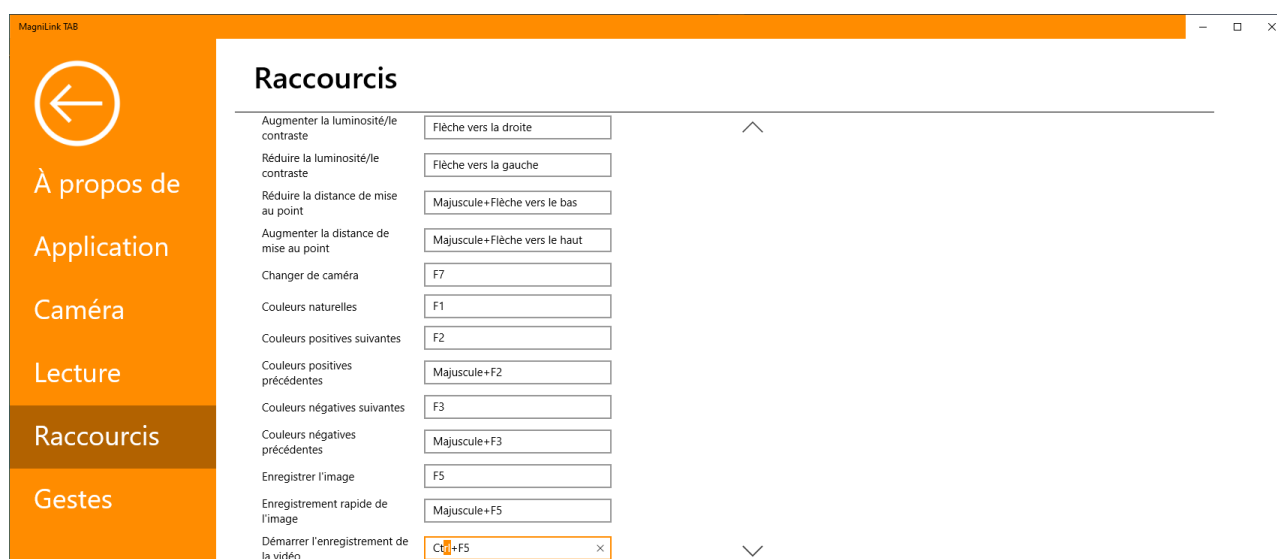 MagniLink TAB
Raccourcis
À propos de
Application
Caméra
Lecture
Raccourcis
Gestes
Augmenter la luminosité/le
contraste
Flèche vers la droite
Réduire la luminosité/le
contraste
Flèche vers la gauche
Réduire la distance de mise
au point
Majuscule+Flèche vers le bas
Augmenter la distance de
mise au point
Majuscule+Flèche vers le haut
Changer de caméra
F7
Couleurs naturelles
F1
Couleurs positives suivantes
F2
Couleurs positives
précédentes
Majuscule+F2
Couleurs négatives suivantes
F3
Couleurs négatives
précédentes
Majuscule+F3
Enregistrer l'image
F5
Enregistrement rapide de
l'image
Majuscule+F5
Démarrer l'enregistrement de
la vidéo
Ctrl+F5